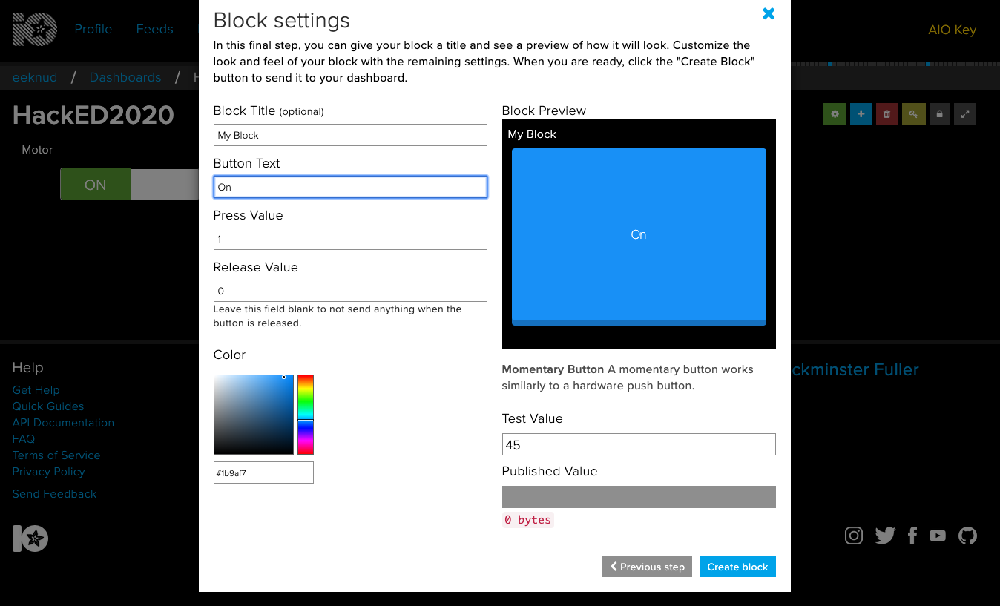 IO
Profile
Feeds
AIO Key
eeknud / Dashboards / H
HackED2020
Motor
ON
Block settings
In this final step, you can give your block a title and see a preview of how it will look. Customize the
look and feel of your block with the remaining settings. When you are ready, click the "Create Block"
button to send it to your dashboard.
Block Title (optional)
My Block
Button Text
On
Press Value
1
Release Value
0
Leave this field blank to not send anything when the
button is released.
Color
#1b9af7
Block Preview
My Block
On
Momentary Button A momentary button works
similarly to a hardware push button.
Test Value
45
Published Value
0 bytes
Previous step
Create block
Help
Get Help
Quick Guides
API Documentation
FAQ
Terms of Service
Privacy Policy
Send Feedback
IO
ckminster Fuller